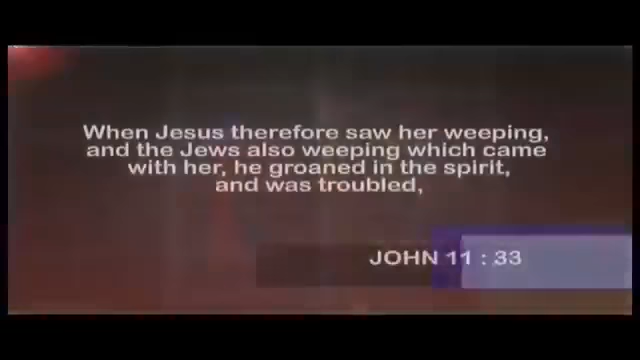 When Jesus therefore saw her weeping,
and the Jews also weeping which came
with her, he groaned in the spirit,
and was troubled,
JOHN 11 : 33